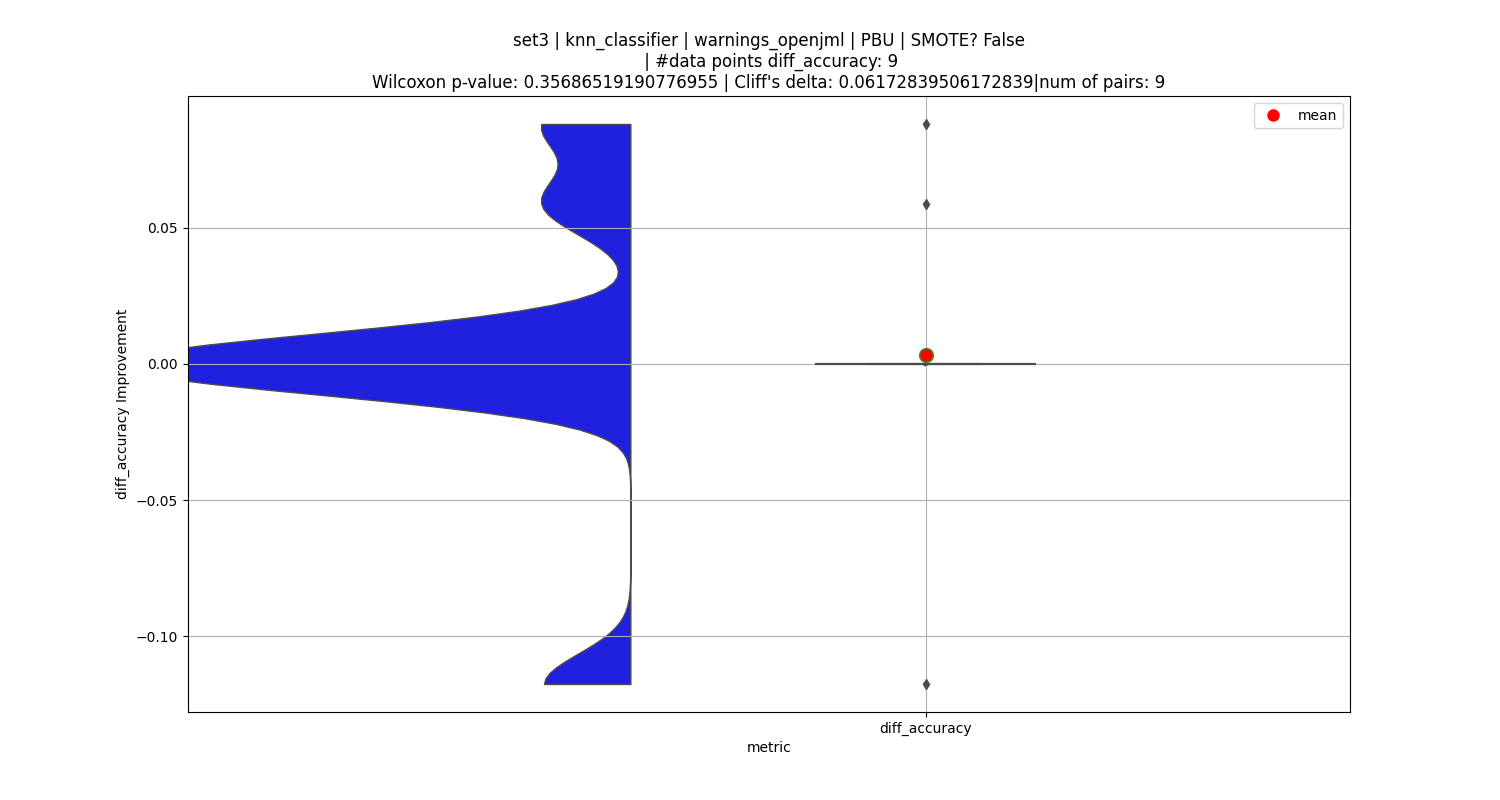 set3 | knn_classifier | warnings_openjml | PBU | SMOTE? False
| #data points diff_accuracy: 9
Wilcoxon p-value: 0.35686519190776955 | Cliff's delta: 0.06172839506172839|num of pairs: 9
mean
0.05
0.00
−0.05
−0.10
diff_accuracy Improvement
diff_accuracy
metric